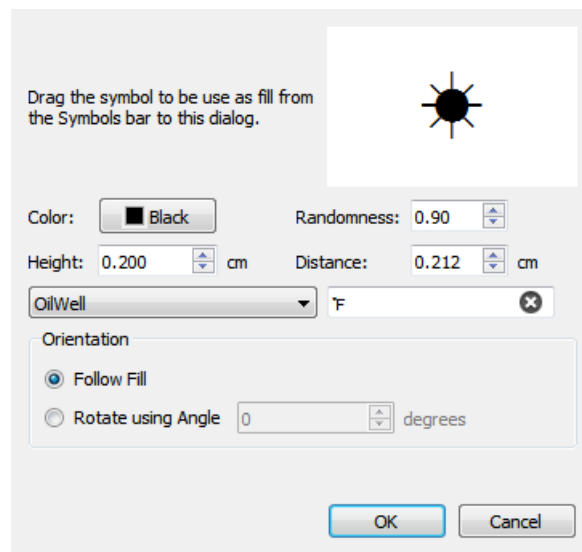 Drag the symbol to be use as fill from
the Symbols bar to this dialog.
Color: Black Randomness: 0.90
Height: 0.200 cm Distance: 0.212 cm
OilWell ℉
Orientation
Follow Fill
Rotate using Angle 0 degrees
OK Cancel